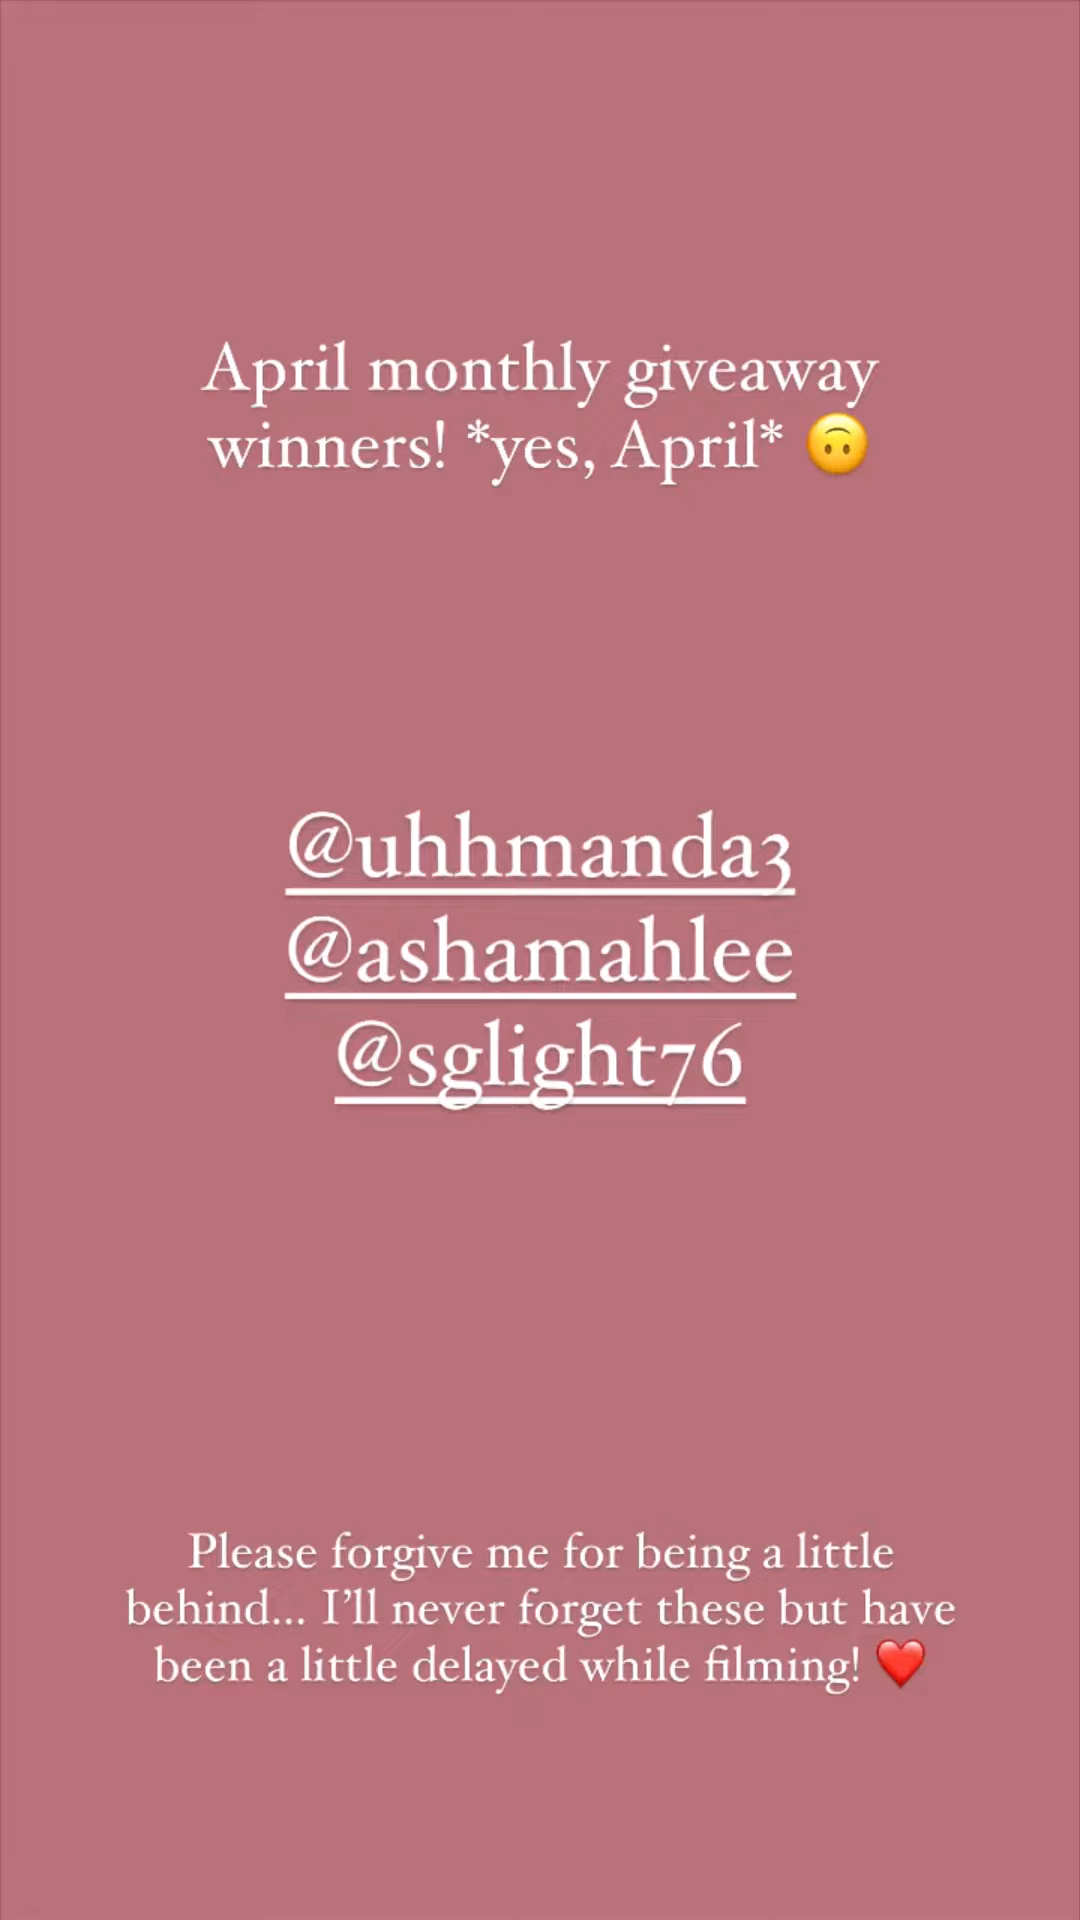 April monthly giveaway
winners! *yes, April* 🙃
@uhhmanda3
@ashamahlee
@sglight76
Please forgive me for being a little
behind... I’ll never forget these but have
been a little delayed while filming! ❤️